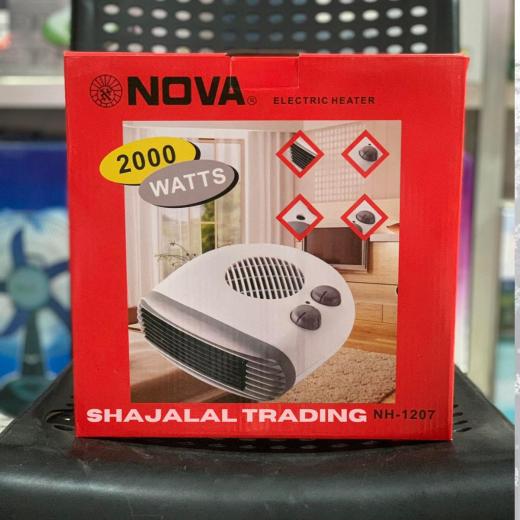 NOVA® ELECTRIC HEATER
2000
WATTS
SHAJALAL TRADING NH-1207